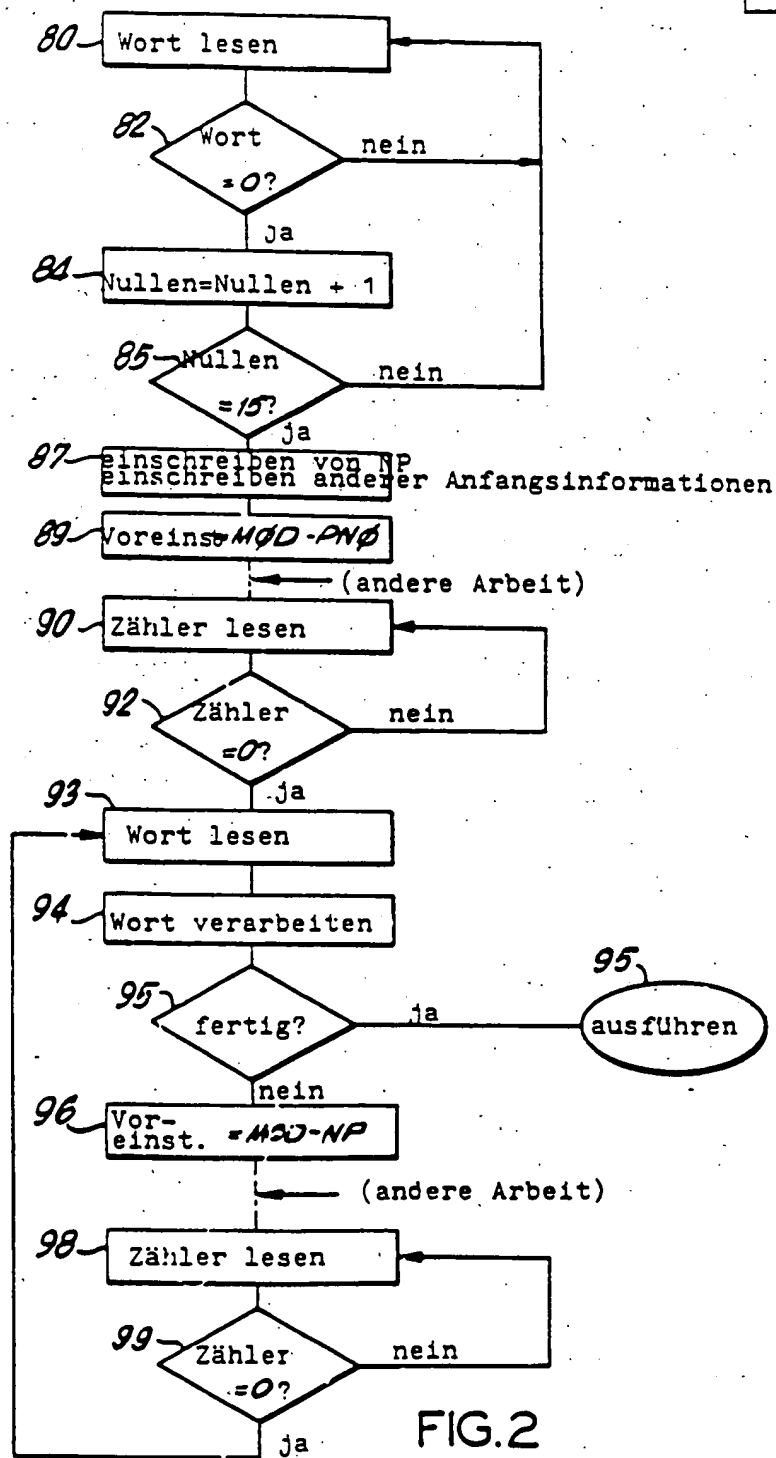 80 Wort lesen
82 Wort
=0?
nein
ja
84 Nullen=Nullen + 1
85 Nullen
=15?
nein
ja
87 einschreiben von NP
einschreiben anderer Anfangsinformationen
89 Voreinst=MØD-PNØ
(andere Arbeit)
90 Zähler lesen
92 Zähler
=0?
nein
ja
93
Wort lesen
94 Wort verarbeiten
95 fertig?
ja
95
ausführen
nein
96 Vor-
einst. =MOD-NP
(andere Arbeit)
98 Zähler lesen
99 Zähler
=0?
nein
ja
FIG.2